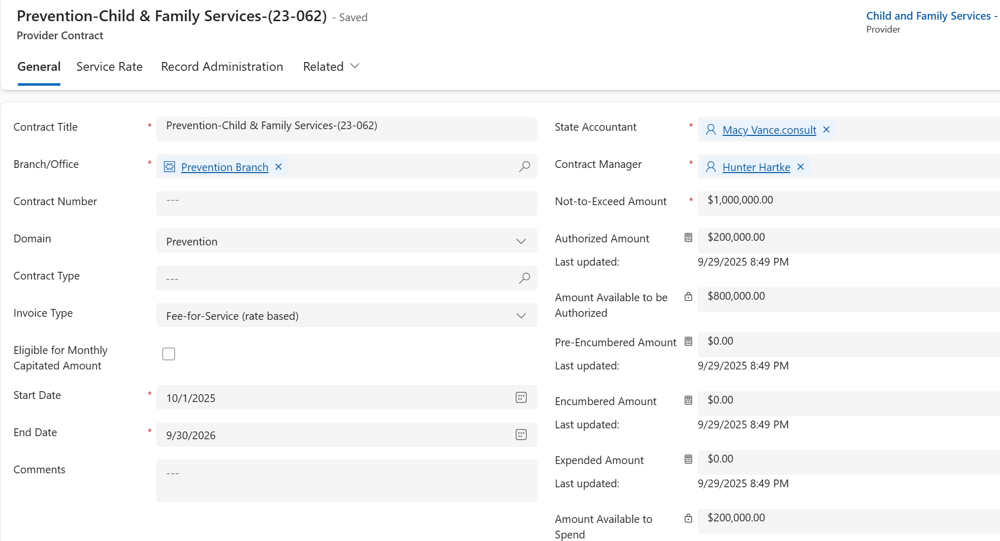 Prevention-Child & Family Services-(23-062) - Saved
Provider Contract
Child and Family Services -
Provider
General Service Rate Record Administration Related
Contract Title * Prevention-Child & Family Services-(23-062)
Branch/Office * Prevention Branch
Contract Number ---
Domain Prevention
Contract Type ---
Invoice Type Fee-for-Service (rate based)
Eligible for Monthly
Capitated Amount
Start Date * 10/1/2025
End Date * 9/30/2026
Comments ---
State Accountant * Macy Vance.consult
Contract Manager * Hunter Hartke
Not-to-Exceed Amount * $1,000,000.00
Authorized Amount $200,000.00
Last updated: 9/29/2025 8:49 PM
Amount Available to be
Authorized
$800,000.00
Pre-Encumbered Amount $0.00
Last updated: 9/29/2025 8:49 PM
Encumbered Amount $0.00
Last updated: 9/29/2025 8:49 PM
Expended Amount $0.00
Last updated: 9/29/2025 8:49 PM
Amount Available to
Spend
$200,000.00